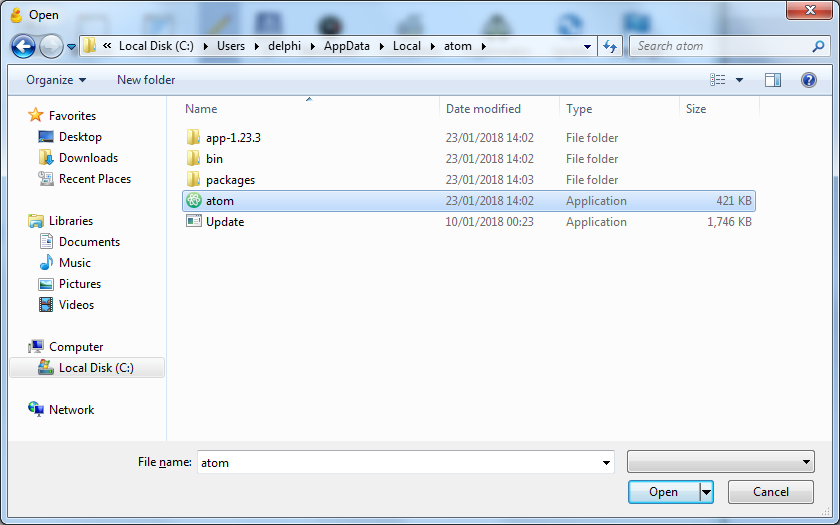 Open
« Local Disk (C:) Users delphi AppData Local atom
Search atom
Organize New folder
Name Date modified Type Size
Favorites
Desktop
Downloads
Recent Places
Libraries
Documents
Music
Pictures
Videos
Computer
Local Disk (C:)
Network
app-1.23.3 23/01/2018 14:02 File folder
bin 23/01/2018 14:02 File folder
packages 23/01/2018 14:03 File folder
atom 23/01/2018 14:02 Application 421 KB
Update 10/01/2018 00:23 Application 1,746 KB
File name: atom
Open Cancel